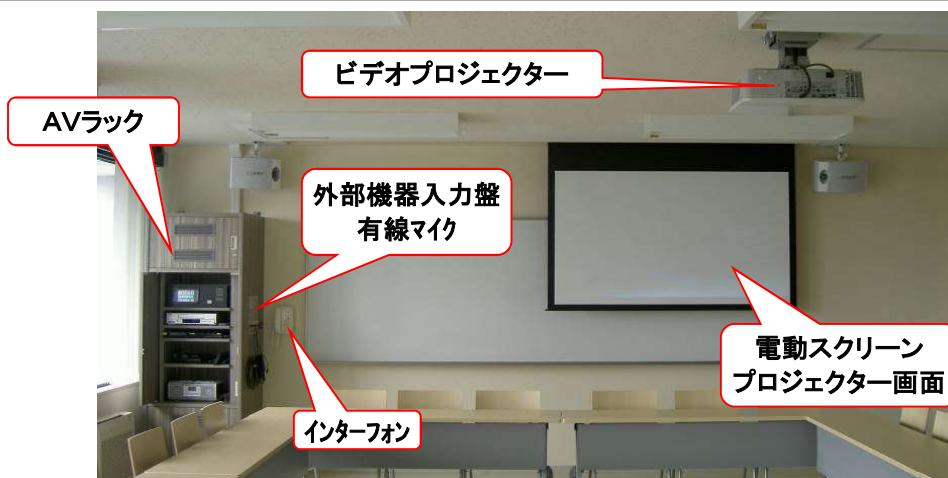 ビデオプロジェクター
AVラック
外部機器入力盤
有線マイク
電動スクリーン
プロジェクター画面
インターフォン